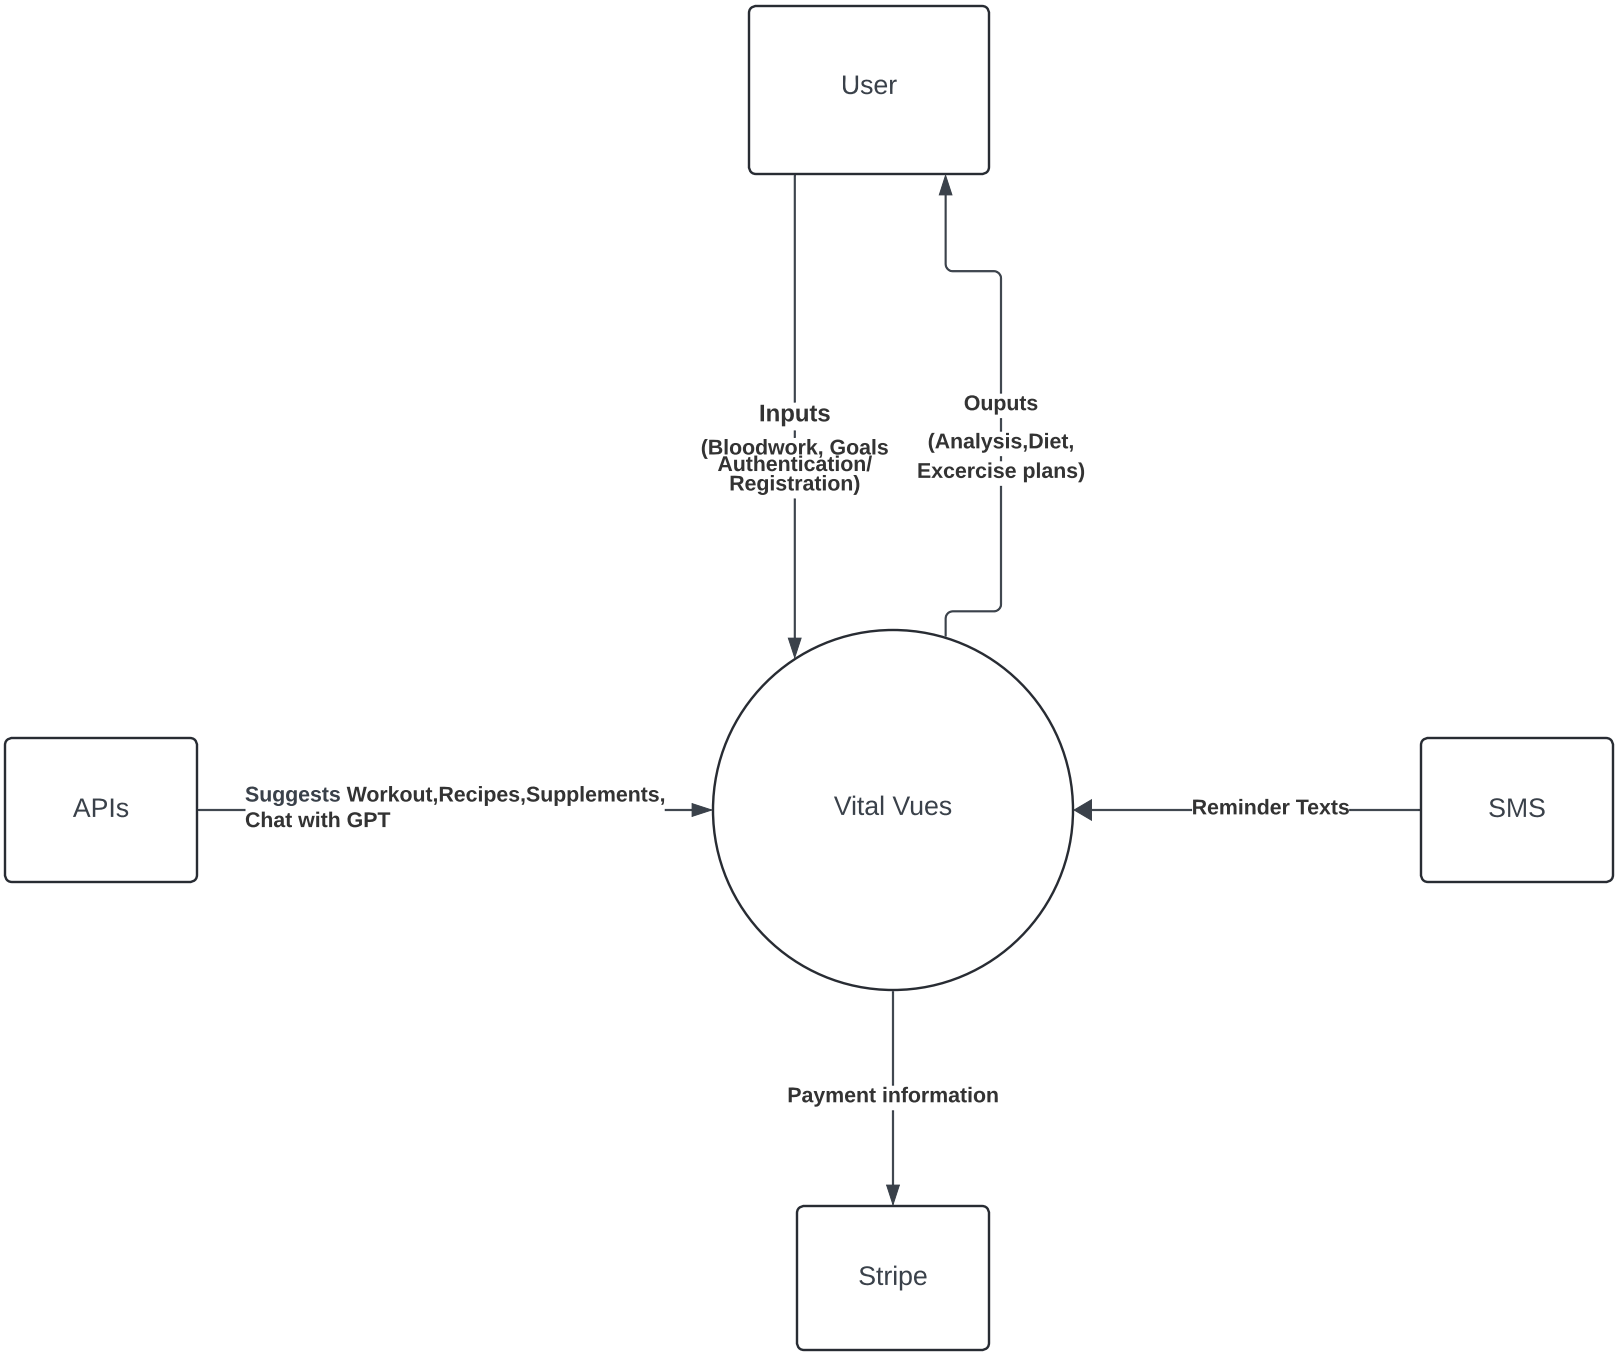 User
Inputs
(Bloodwork, Goals
Authentication/
Registration)
Ouputs
(Analysis,Diet,
Excercise plans)
APIs
Suggests Workout,Recipes,Supplements,
Chat with GPT
Vital Vues
Reminder Texts
SMS
Payment information
Stripe